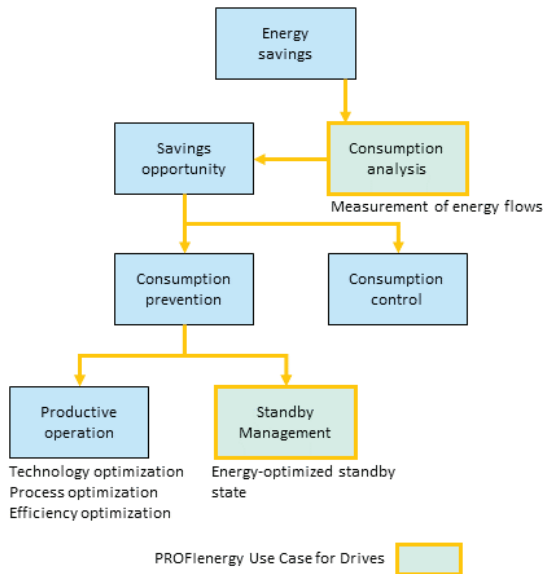 Energy
savings
Savings
opportunity
Consumption
analysis
Measurement of energy flows
Consumption
prevention
Consumption
control
Productive
operation
Technology optimization
Process optimization
Efficiency optimization
Standby
Management
Energy-optimized standby
state
PROFIenergy Use Case for Drives